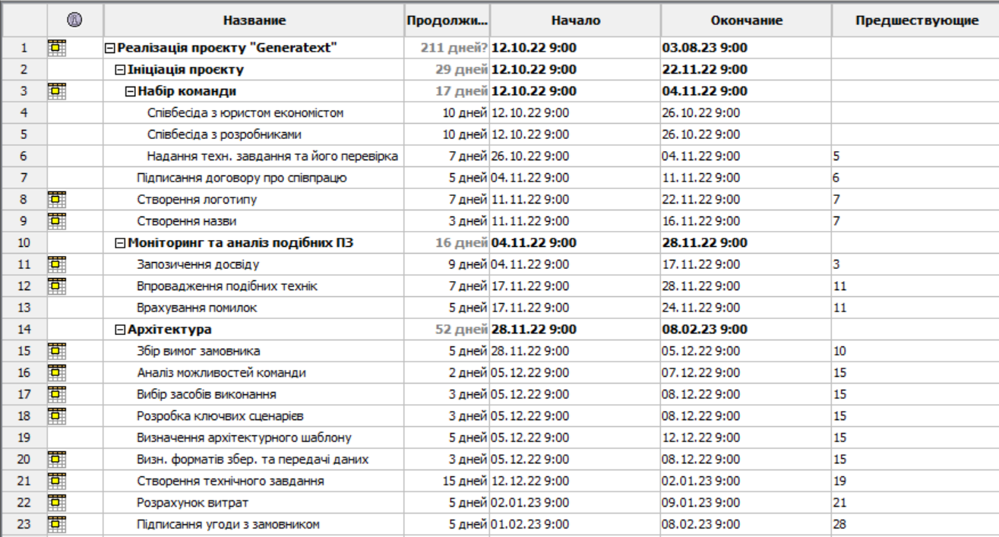 Название Продолжи... Начало Окончание Предшествующие
1 Реалізація проєкту "Generatext" 211 дней? 12.10.22 9:00 03.08.23 9:00
2 Ініціація проєкту 29 дней 12.10.22 9:00 22.11.22 9:00
3 Набір команди 17 дней 12.10.22 9:00 04.11.22 9:00
4 Співбесіда з юристом економістом 10 дней 12.10.22 9:00 26.10.22 9:00
5 Співбесіда з розробниками 10 дней 12.10.22 9:00 26.10.22 9:00
6 Надання техн. завдання та його перевірка 7 дней 26.10.22 9:00 04.11.22 9:00 5
7 Підписання договору про співпрацю 5 дней 04.11.22 9:00 11.11.22 9:00 6
8 Створення логотипу 7 дней 11.11.22 9:00 22.11.22 9:00 7
9 Створення назви 3 дней 11.11.22 9:00 16.11.22 9:00 7
10 Моніторинг та аналіз подібних ПЗ 16 дней 04.11.22 9:00 28.11.22 9:00
11 Запозичення досвіду 9 дней 04.11.22 9:00 17.11.22 9:00 3
12 Впровадження подібних технік 7 дней 17.11.22 9:00 28.11.22 9:00 11
13 Врахування помилок 5 дней 17.11.22 9:00 24.11.22 9:00 11
14 Архітектура 52 дней 28.11.22 9:00 08.02.23 9:00
15 Збір вимог замовника 5 дней 28.11.22 9:00 05.12.22 9:00 10
16 Аналіз можливостей команди 2 дней 05.12.22 9:00 07.12.22 9:00 15
17 Вибір засобів виконання 3 дней 05.12.22 9:00 08.12.22 9:00 15
18 Розробка ключвих сценарієв 3 дней 05.12.22 9:00 08.12.22 9:00 15
19 Визначення архітектурного шаблону 5 дней 05.12.22 9:00 12.12.22 9:00 15
20 Визн. форматів збер. та передачі даних 3 дней 05.12.22 9:00 08.12.22 9:00 15
21 Створення технічного завдання 15 дней 12.12.22 9:00 02.01.23 9:00 19
22 Розрахунок витрат 5 дней 02.01.23 9:00 09.01.23 9:00 21
23 Підписання угоди з замовником 5 дней 01.02.23 9:00 08.02.23 9:00 28